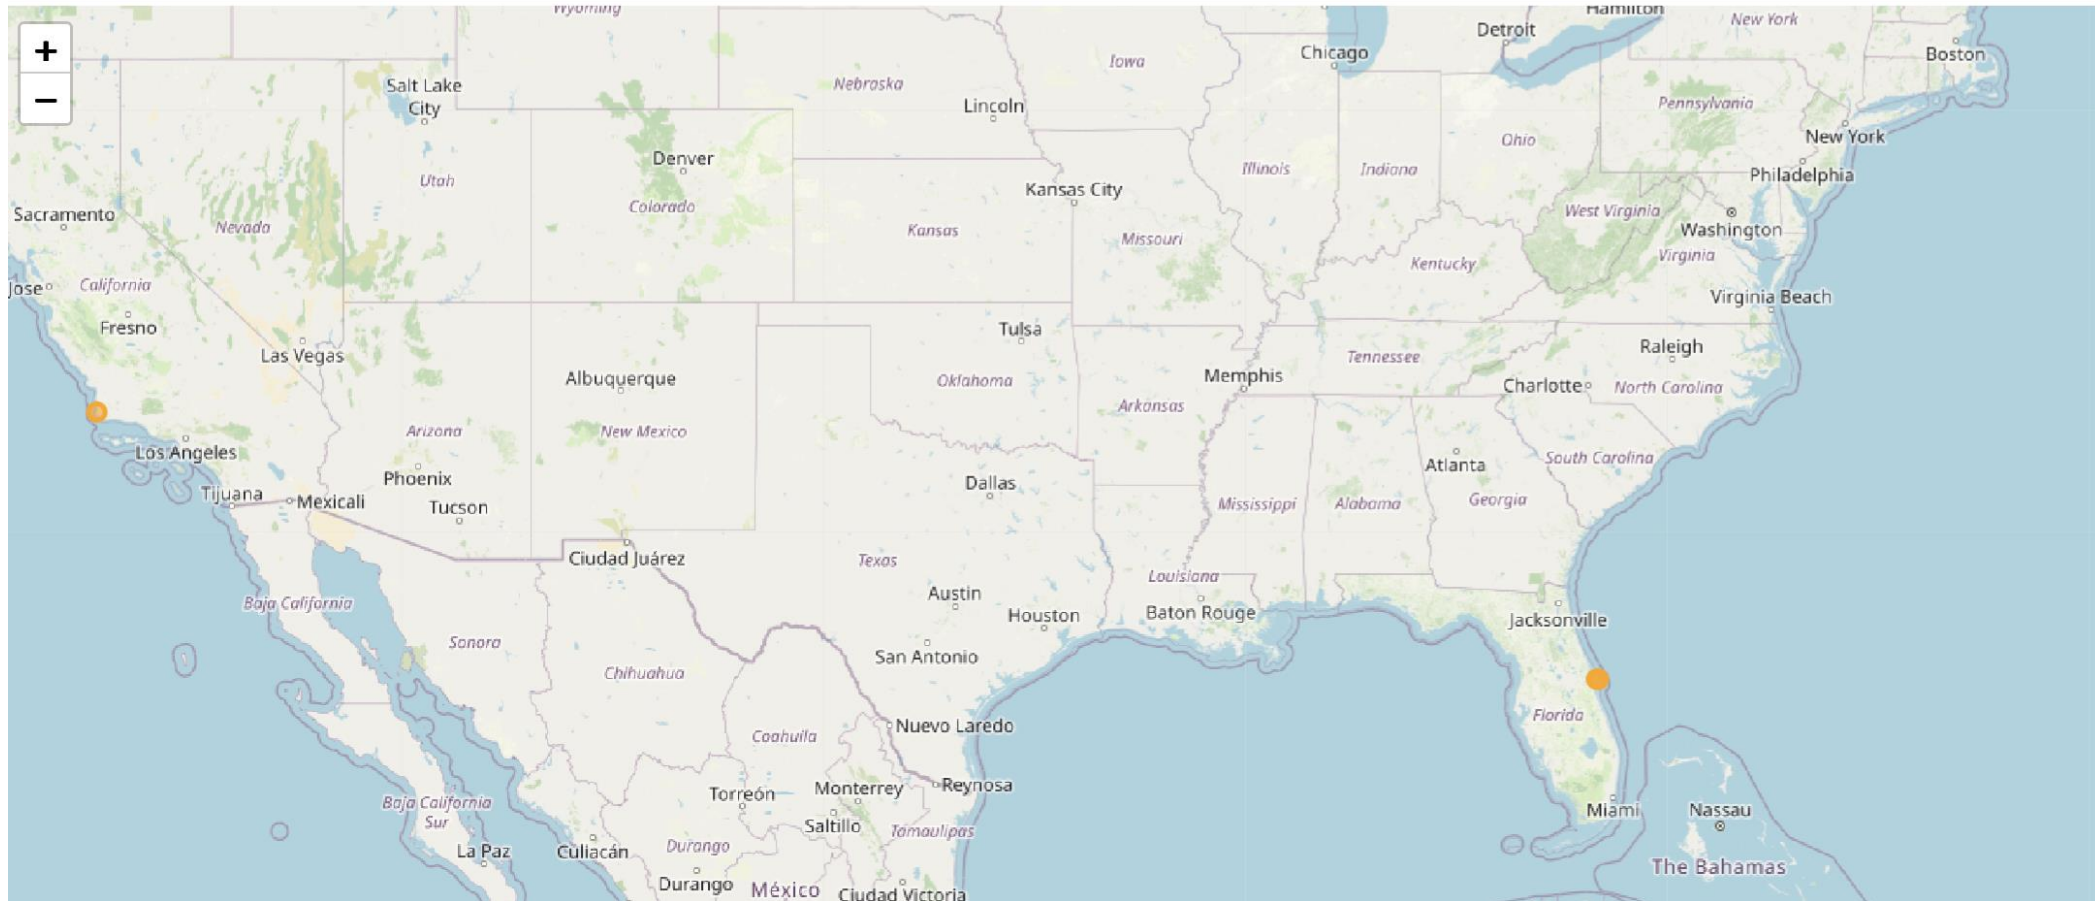 Wyoming
Hamilton
New York
Detroit
+
Chicago
Boston
Iowa
Nebraska
Salt Lake
City
−
Lincoln
Pennsylvania
New York
Ohio
Denver
Illinois
Indiana
Philadelphia
Utah
Kansas City
Colorado
West Virginia
Sacramento
Nevada
Kansas
Missouri
Washington
Virginia
Kentucky
Jose
California
Virginia Beach
Fresno
Las Vegas
Tulsa
Tennessee
Raleigh
Albuquerque
Oklahoma
Memphis
Charlotte
North Carolina
Arkansas
Arizona
New Mexico
Los Angeles
Atlanta
South Carolina
Phoenix
Dallas
Tijuana
Mexicali
Tucson
Mississippi
Alabama
Georgia
Ciudad Juárez
Texas
Louisiana
Baja California
Austin
Houston
Baton Rouge
Jacksonville
Sonora
San Antonio
Chihuahua
Florida
Nuevo Laredo
Coahuila
Reynosa
Torreón
Monterrey
Baja California
Sur
Miami
Nassau
Saltillo
Tamaulipas
La Paz
Culiacán
Durango
The Bahamas
Durango
México
Ciudad Victoria